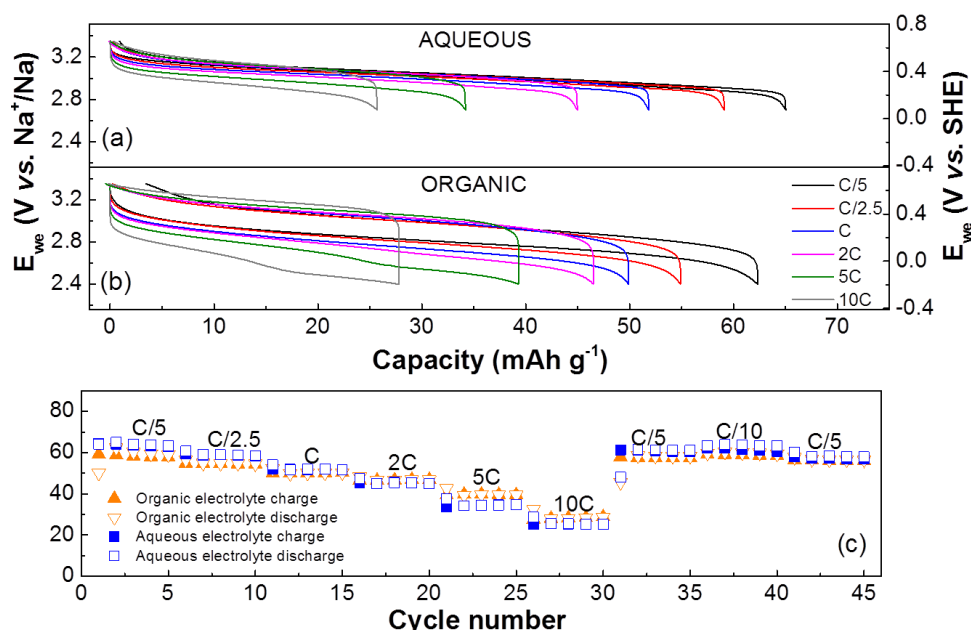 AQUEOUS
(a)
3.2
2.8
2.4
0.8
0.4
0.0
-0.4
E_we (V vs. Na⁺/Na)
E_we (V vs. SHE)
ORGANIC
(b)
3.2
2.8
2.4
0.4
0.0
-0.2
C/5
C/2.5
C
2C
5C
10C
0 10 20 30 40 50 60 70
Capacity (mAh g⁻¹)
80
60
40
20
0
C/5 C/2.5 C 2C 5C 10C C/5 C/10 C/5
Organic electrolyte charge
Organic electrolyte discharge
Aqueous electrolyte charge
Aqueous electrolyte discharge
(c)
0 5 10 15 20 25 30 35 40 45
Cycle number